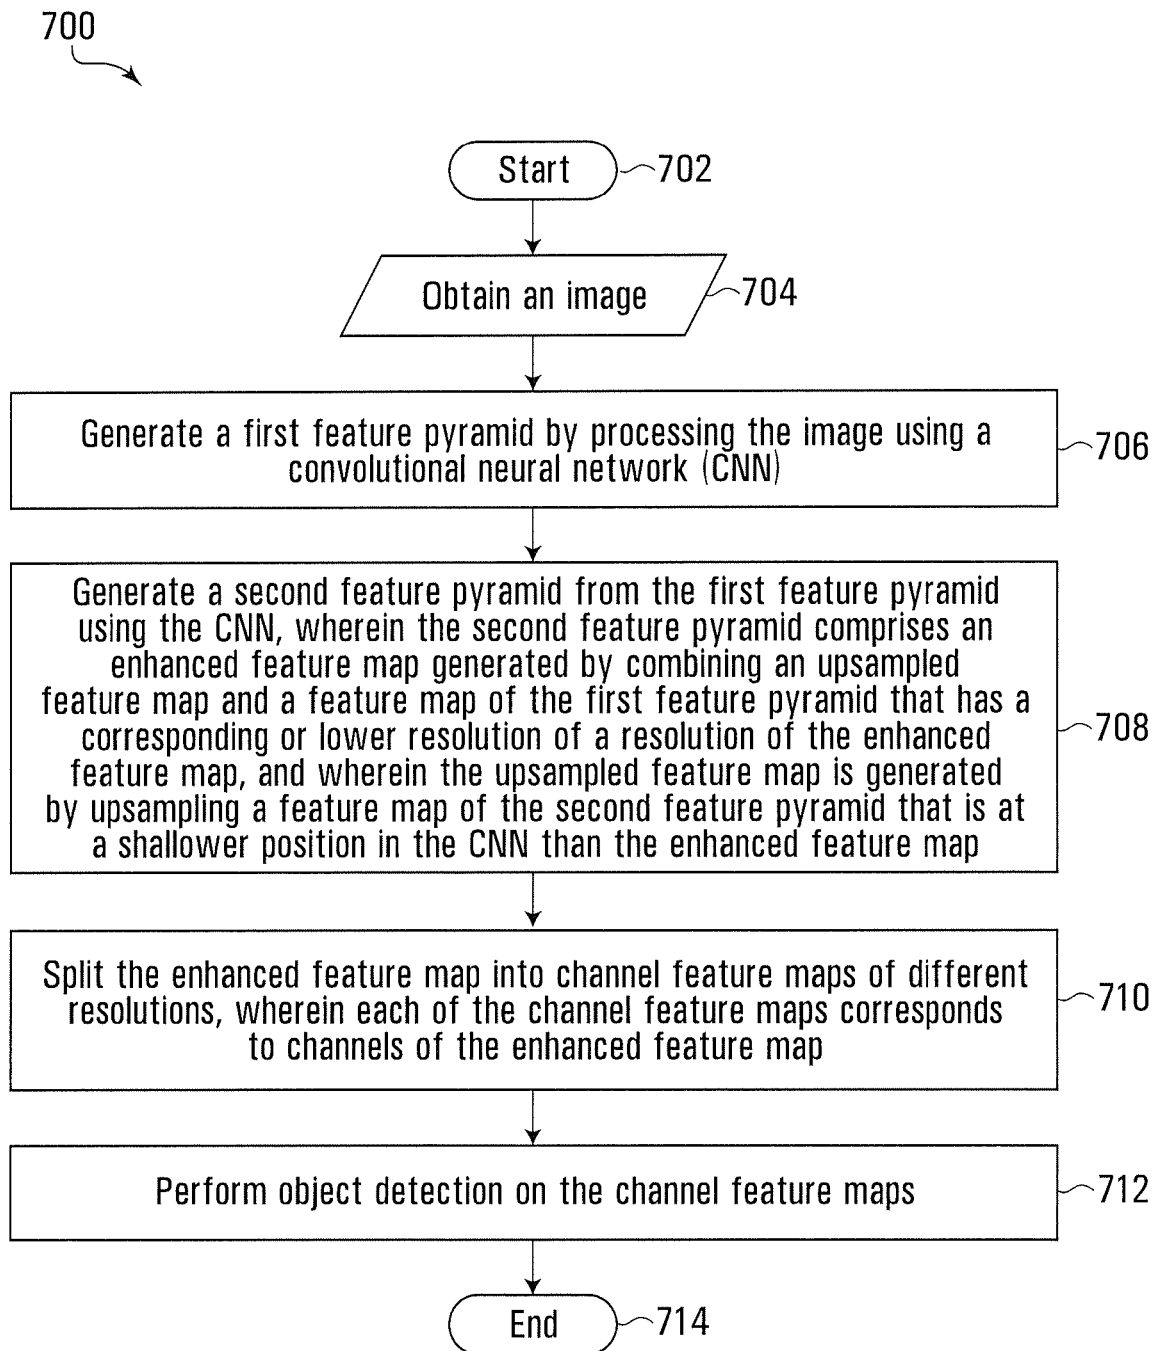 700
Start
702
Obtain an image
704
Generate a first feature pyramid by processing the image using a
convolutional neural network (CNN)
706
Generate a second feature pyramid from the first feature pyramid
using the CNN, wherein the second feature pyramid comprises an
enhanced feature map generated by combining an upsampled
feature map and a feature map of the first feature pyramid that has a
corresponding or lower resolution of a resolution of the enhanced
feature map, and wherein the upsampled feature map is generated
by upsampling a feature map of the second feature pyramid that is at
a shallower position in the CNN than the enhanced feature map
708
Split the enhanced feature map into channel feature maps of different
resolutions, wherein each of the channel feature maps corresponds
to channels of the enhanced feature map
710
Perform object detection on the channel feature maps
712
End
714